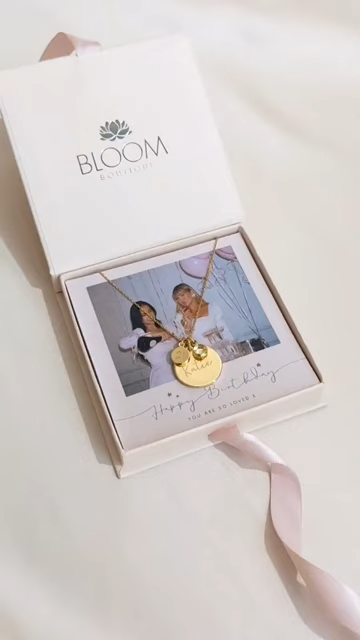 BLOOM
BOUTIQUE
Katie
Happy Birthday
YOU ARE SO LOVED X